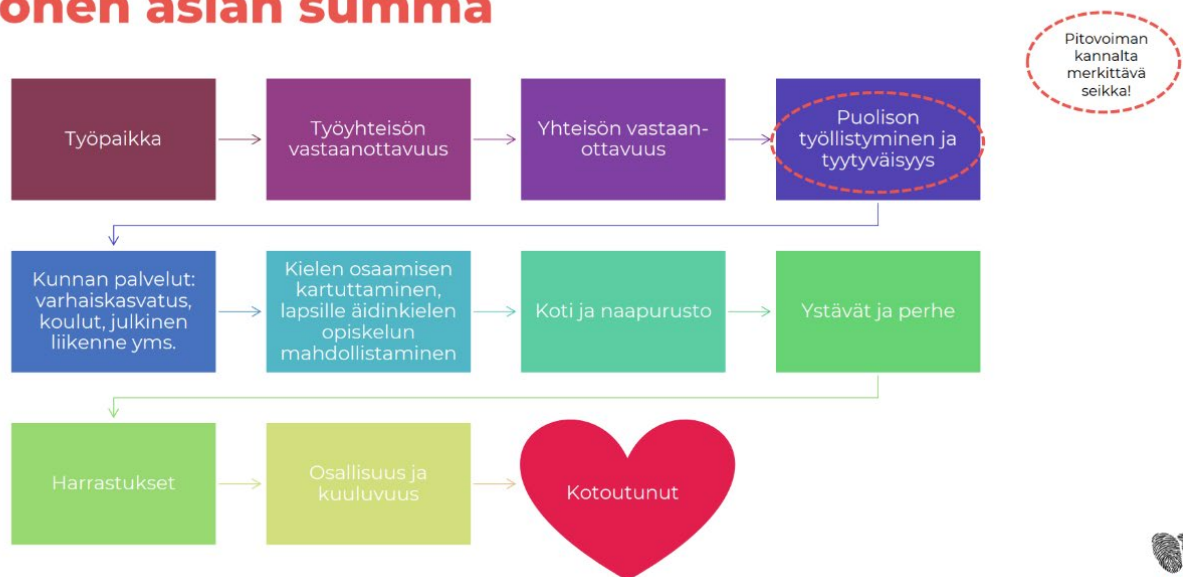 onen asian summa
Pitovoiman
kannalta
merkittävä
seikka!
Työpaikka
Työyhteisön
vastaanottavuus
Yhteisön vastaan-
ottavuus
Puolison
työllistyminen ja
tyytyväisyys
Kunnan palvelut:
varhaiskasvatus,
koulut, julkinen
liikenne yms.
Kielen osaamisen
kartuttaminen,
lapsille äidinkielen
opiskelun
mahdollistaminen
Koti ja naapurusto
Ystävät ja perhe
Harrastukset
Osallisuus ja
kuuluvuus
Kotoutunut